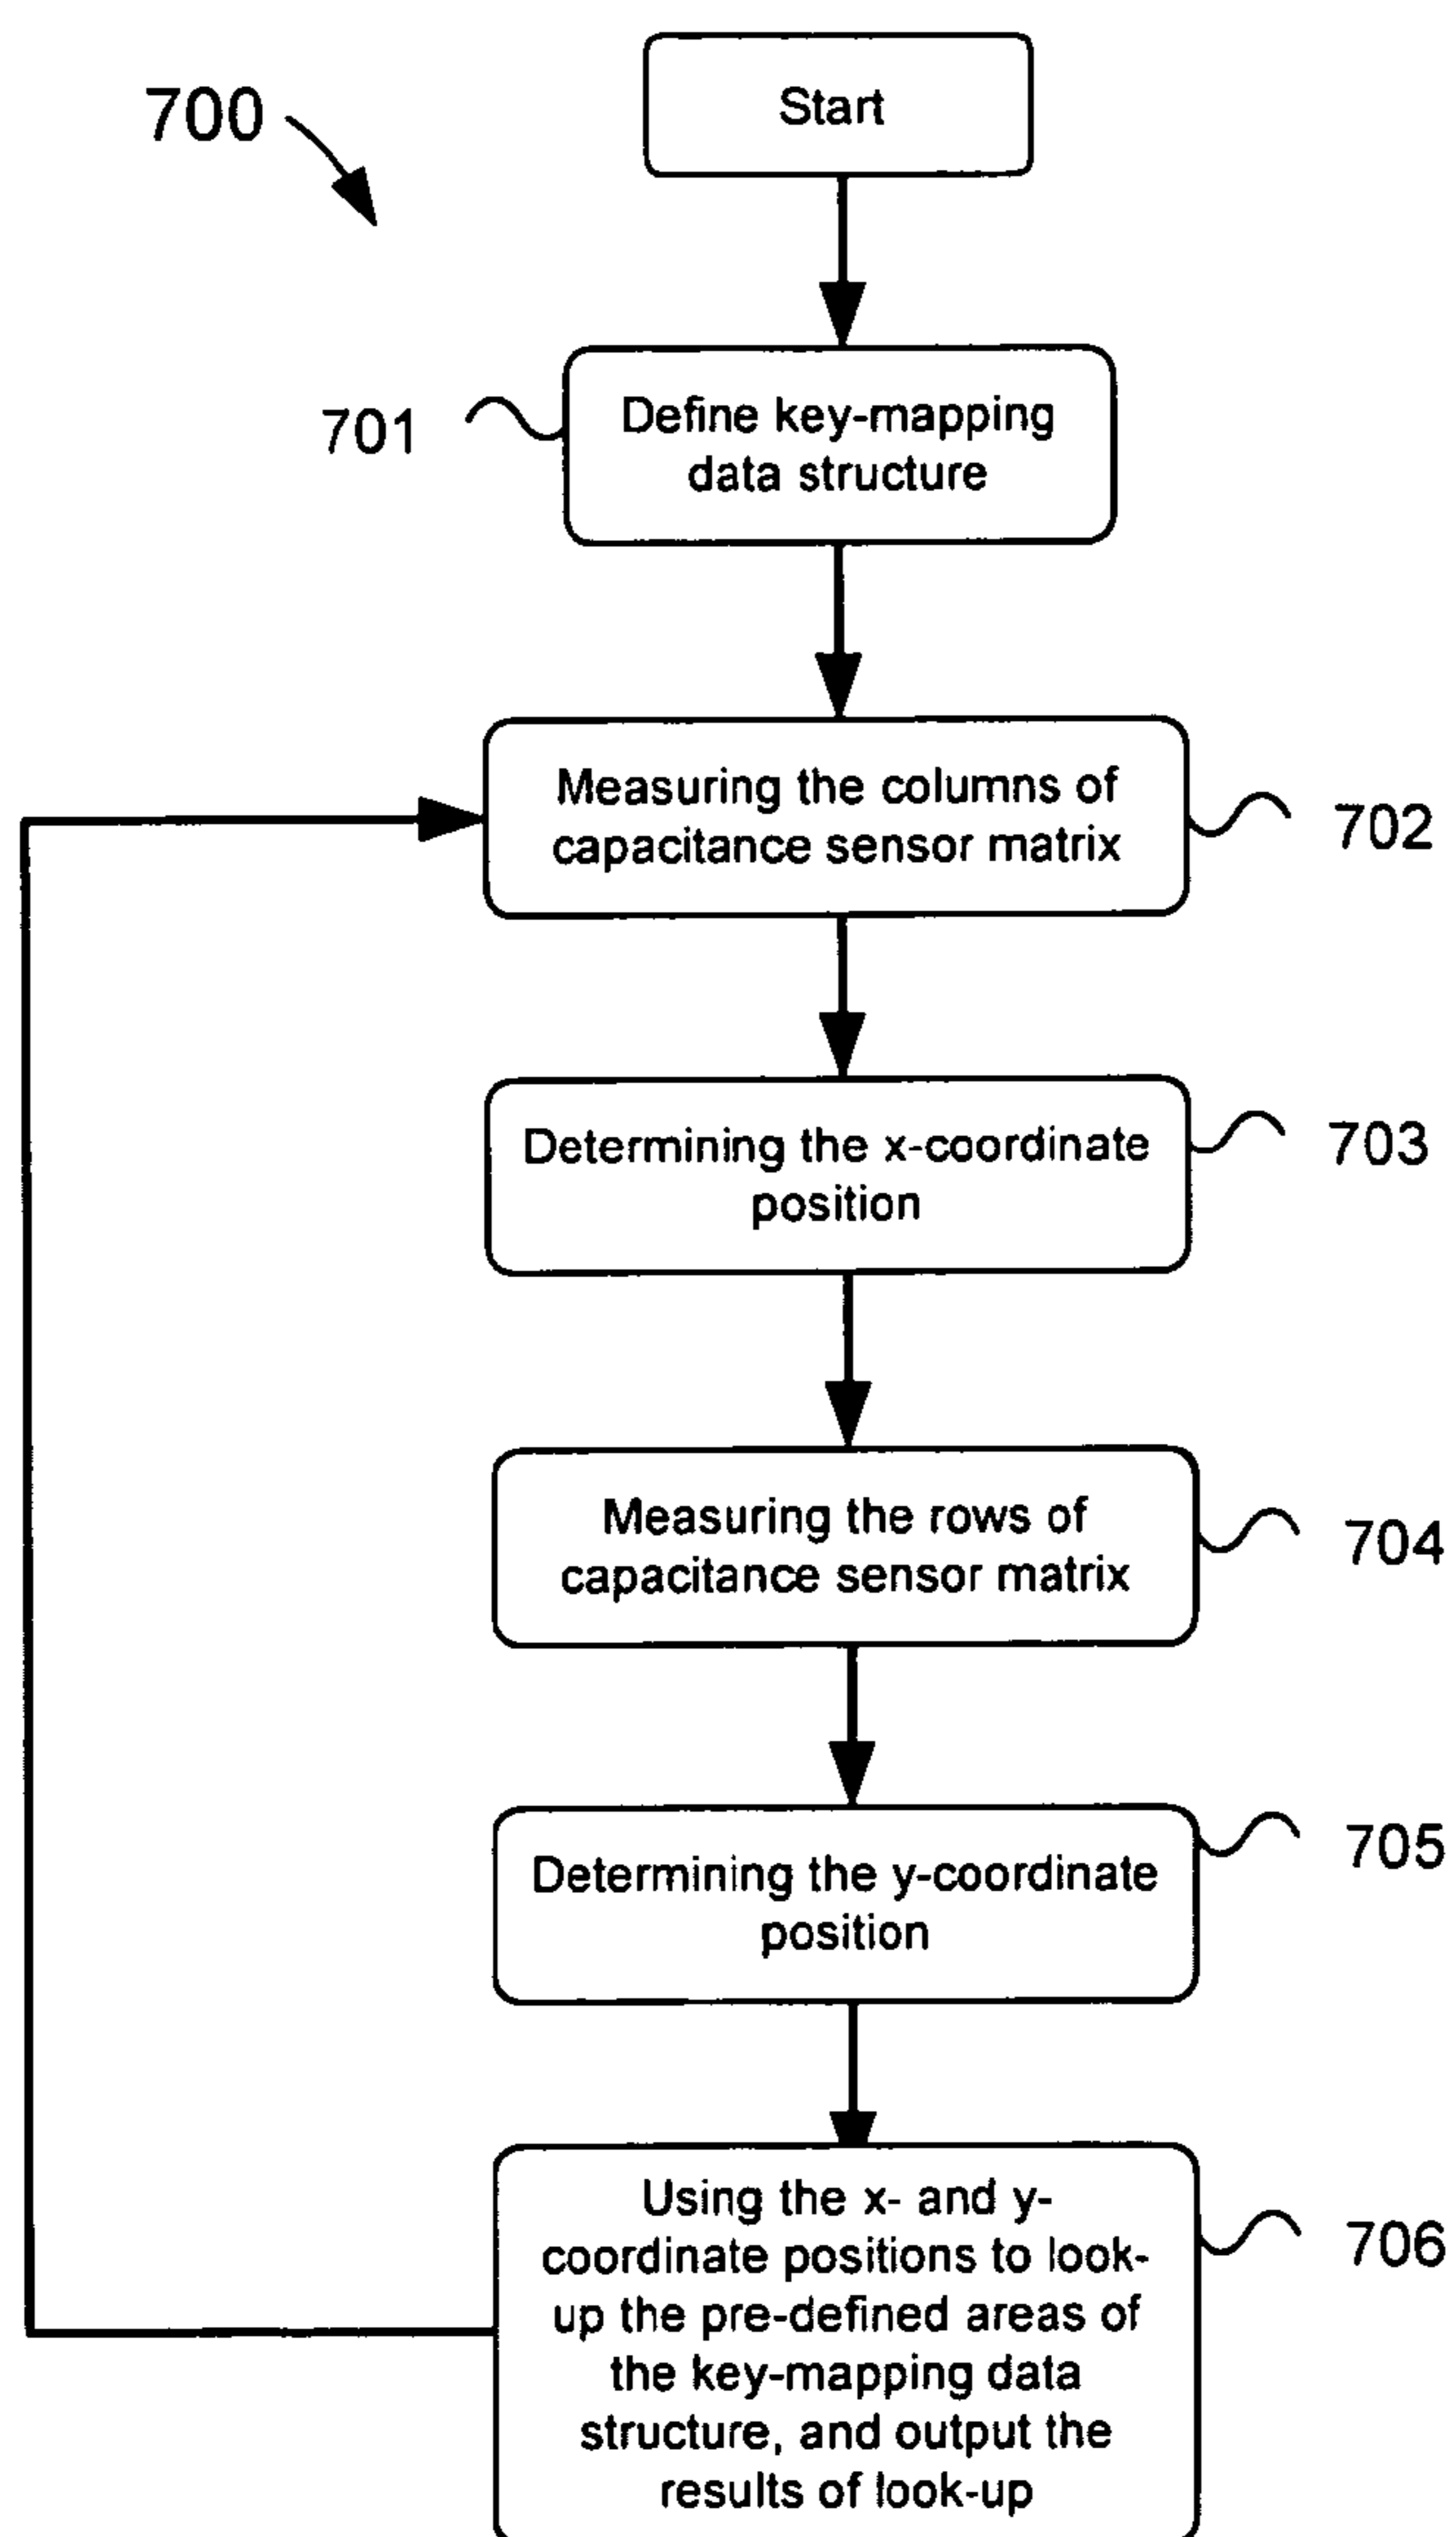 700
Start
701
Define key-mapping
data structure
Measuring the columns of
capacitance sensor matrix
702
Determining the x-coordinate
position
703
Measuring the rows of
capacitance sensor matrix
704
Determining the y-coordinate
position
705
Using the x- and y-
coordinate positions to look-
up the pre-defined areas of
the key-mapping data
structure, and output the
results of look-up
706